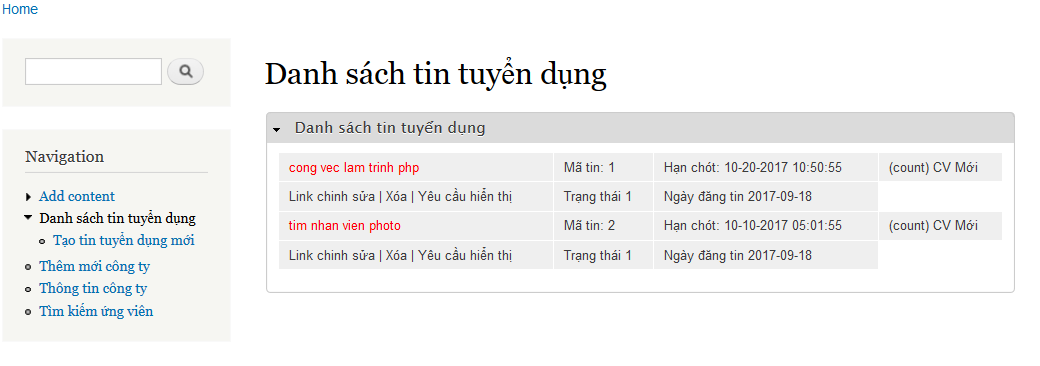 Home
Navigation
Add content
Danh sách tin tuyển dụng
Tạo tin tuyển dụng mới
Thêm mới công ty
Thông tin công ty
Tìm kiếm ứng viên
Danh sách tin tuyển dụng
Danh sách tin tuyển dụng
cong vec lam trinh php Mã tin: 1 Hạn chót: 10-20-2017 10:50:55 (count) CV Mới
Link chinh sửa | Xóa | Yêu cầu hiển thị Trạng thái 1 Ngày đăng tin 2017-09-18
tim nhan vien photo Mã tin: 2 Hạn chót: 10-10-2017 05:01:55 (count) CV Mới
Link chinh sửa | Xóa | Yêu cầu hiển thị Trạng thái 1 Ngày đăng tin 2017-09-18